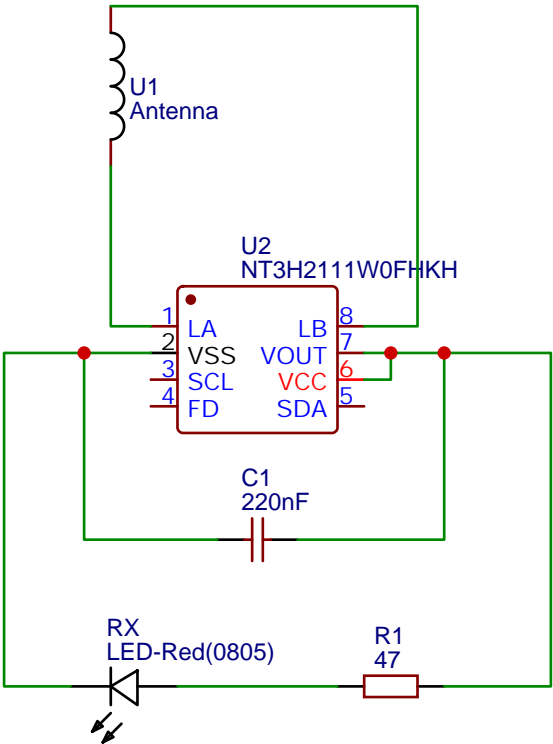 U1
Antenna
U2
NT3H2111W0FHKH
1 LA LB 8
2 VSS VOUT 7
3 SCL VCC 6
4 FD SDA 5
C1
220nF
RX
LED-Red(0805)
R1
47